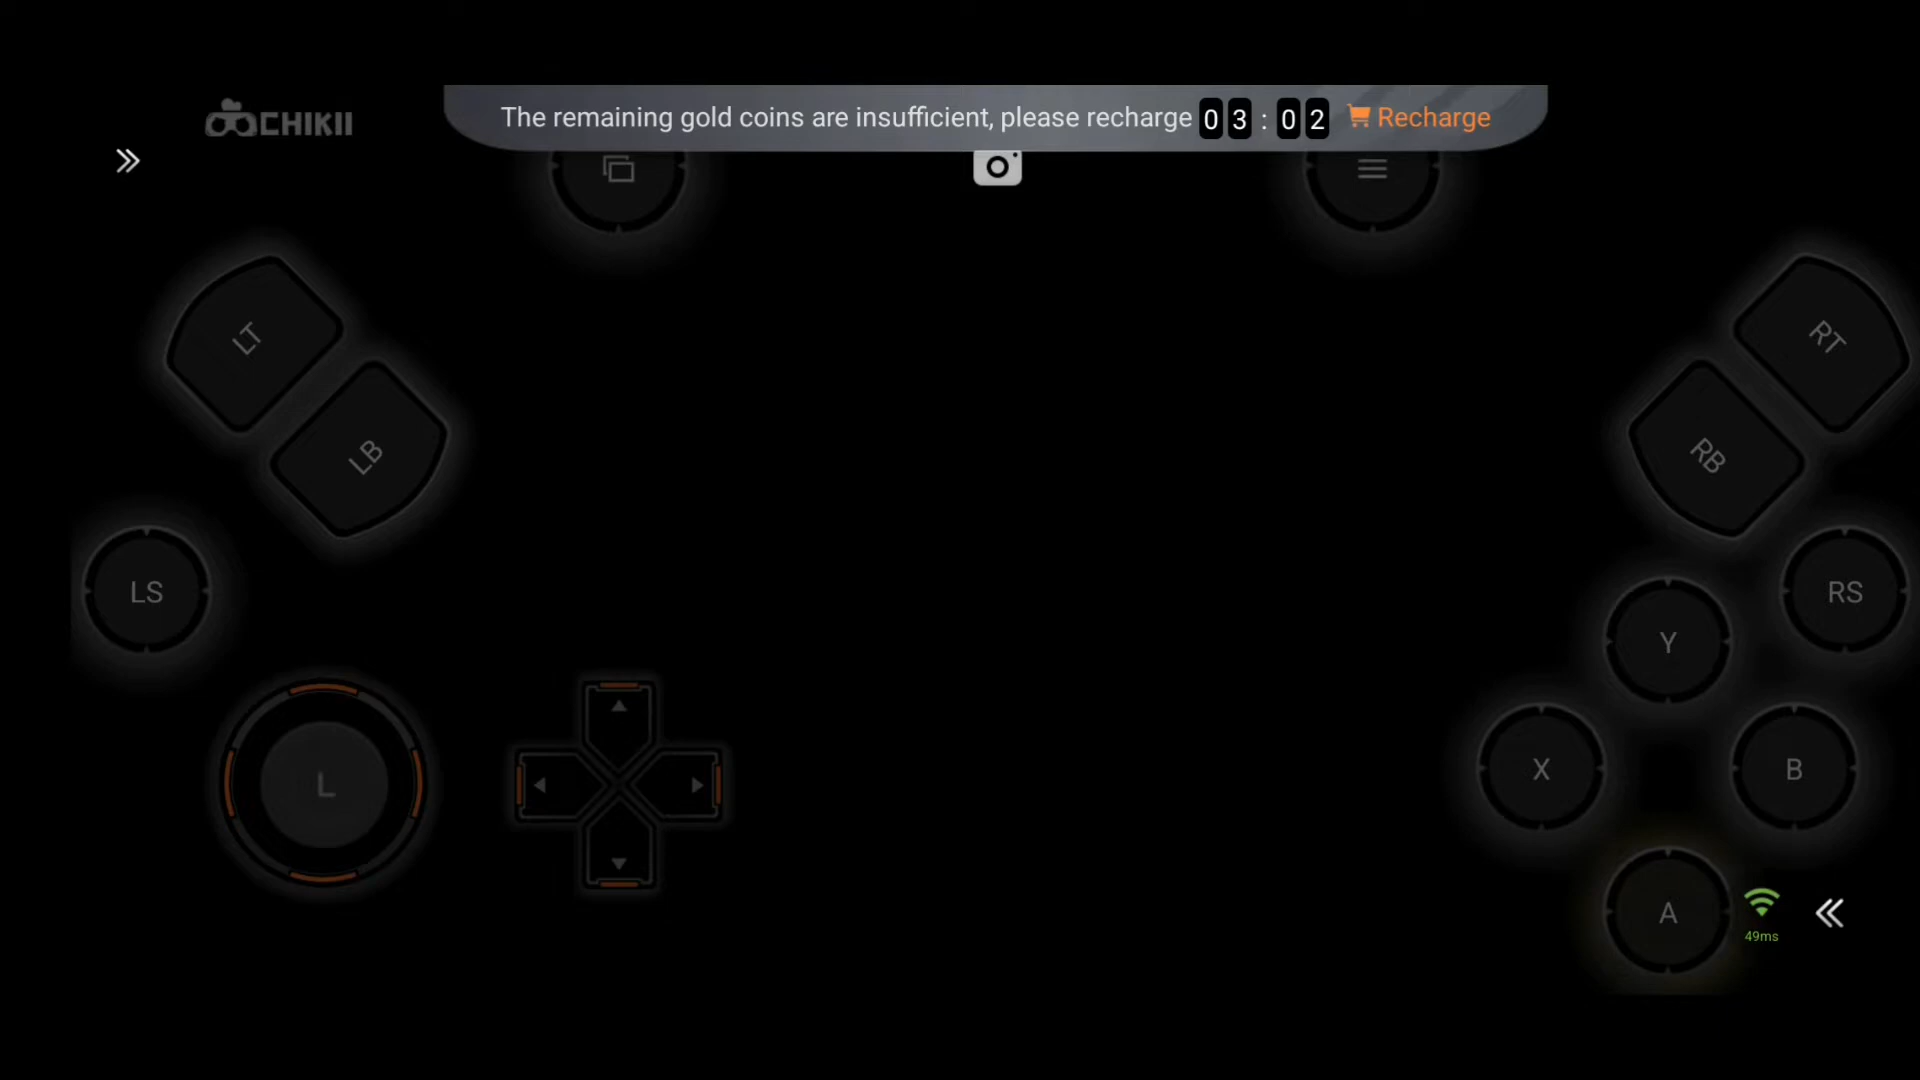 CHIKII
The remaining gold coins are insufficient, please recharge 03:02 Recharge
LT
RT
LB
RB
LS
RS
Y
L
X
B
A
49ms